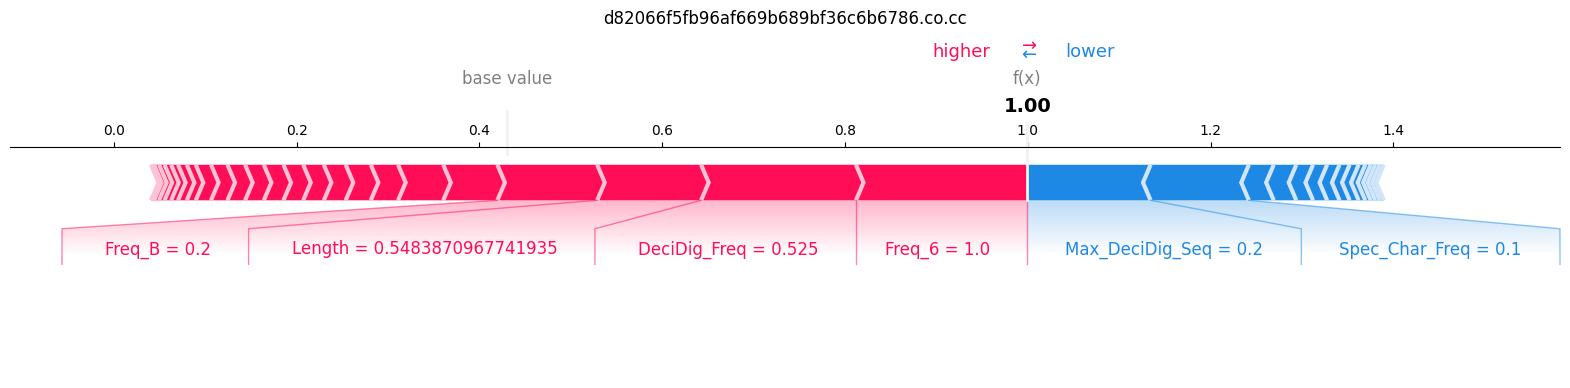 d82066f5fb96af669b689bf36c6b6786.co.cc
higher ⇄ lower
base value f(x)
1.00
0.0 0.2 0.4 0.6 0.8 1.0 1.2 1.4
Freq_B = 0.2 Length = 0.5483870967741935 DeciDig_Freq = 0.525 Freq_6 = 1.0 Max_DeciDig_Seq = 0.2 Spec_Char_Freq = 0.1